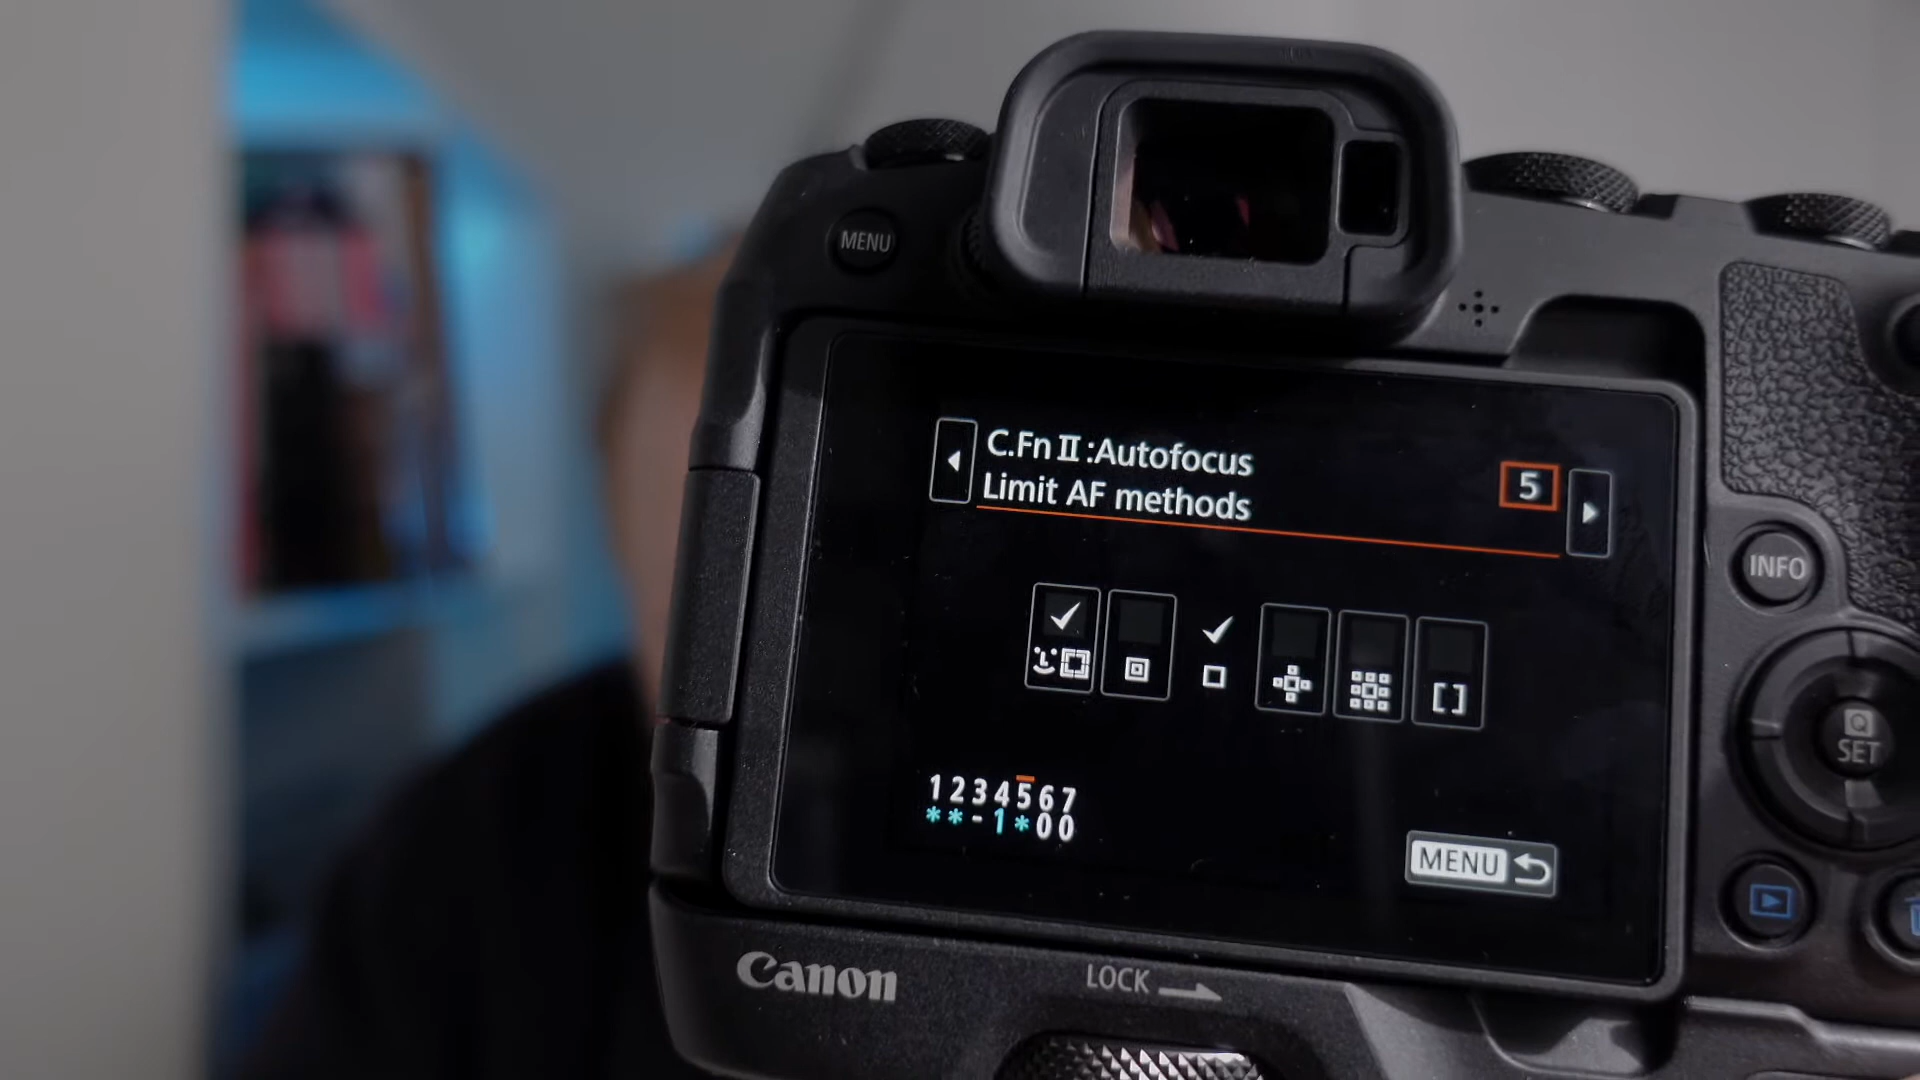 MENU
C.Fn II :Autofocus
Limit AF methods
5
INFO
Q
SET
1234567
**-1*00
MENU
Canon
LOCK